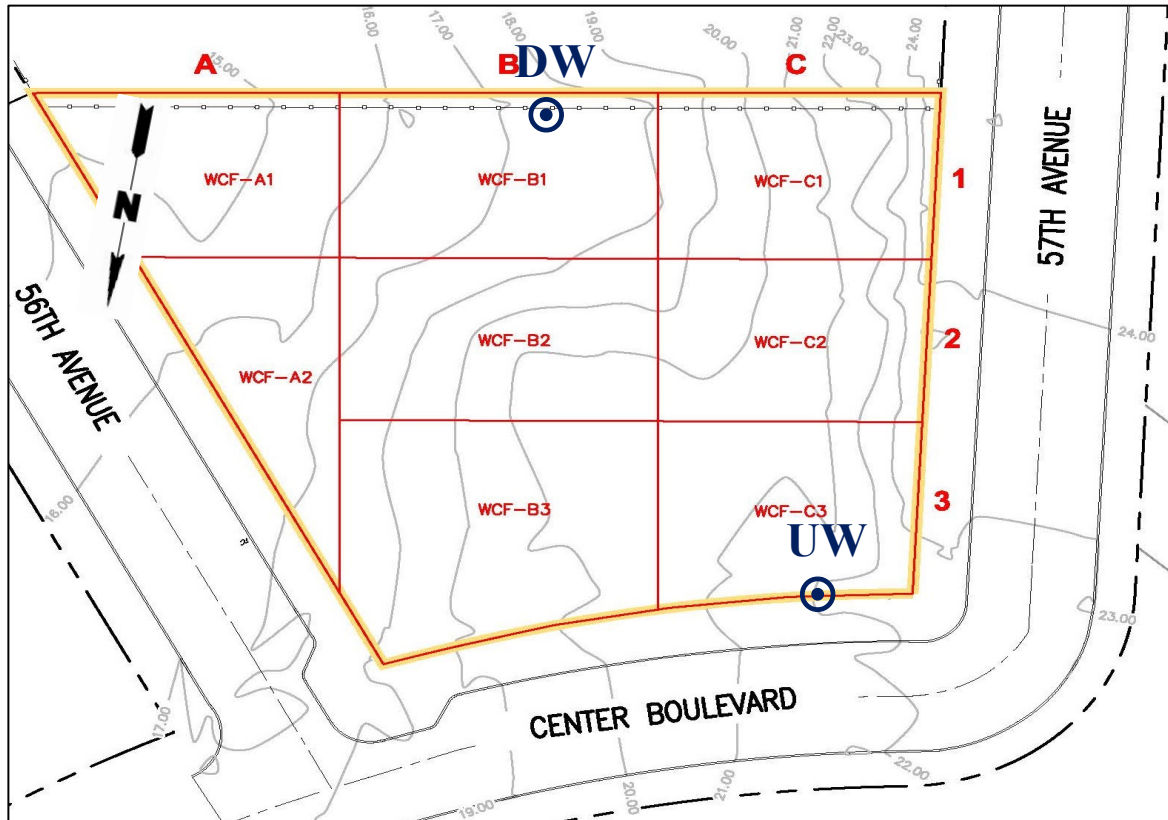 16.00
17.00
18.00
19.00
20.00
21.00
22.00
23.00
24.00
15.00
A
B
DW
C
WCF-A1
WCF-B1
WCF-C1
1
57TH AVENUE
N
56TH AVENUE
WCF-A2
WCF-B2
WCF-C2
2
24.00
16.00
WCF-B3
WCF-C3
3
UW
23.00
17.00
CENTER BOULEVARD
22.00
21.00
20.00
19.00